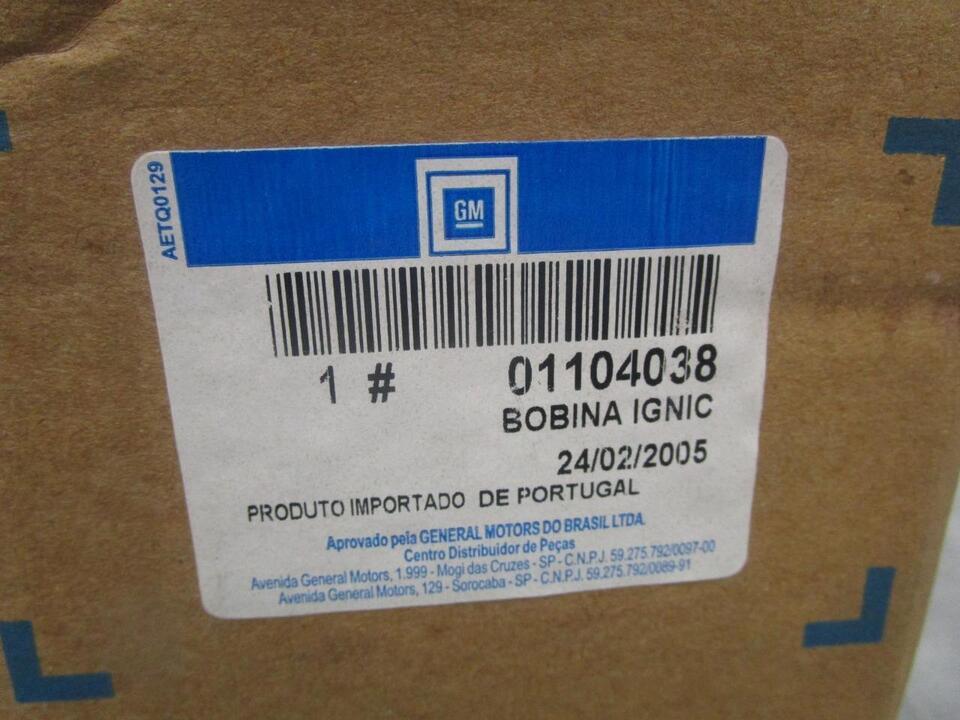 AETQ0129
GM
1 # 01104038
BOBINA IGNIC
24/02/2005
PRODUTO IMPORTADO DE PORTUGAL
Aprovado pela GENERAL MOTORS DO BRASIL LTDA.
Centro Distribuidor de Peças
Avenida General Motors, 1.999 - Mogi das Cruzes - SP - C.N.P.J. 59.275.792/0097-00
Avenida General Motors, 129 - Sorocaba - SP - C.N.P.J. 59.275.792/0089-91